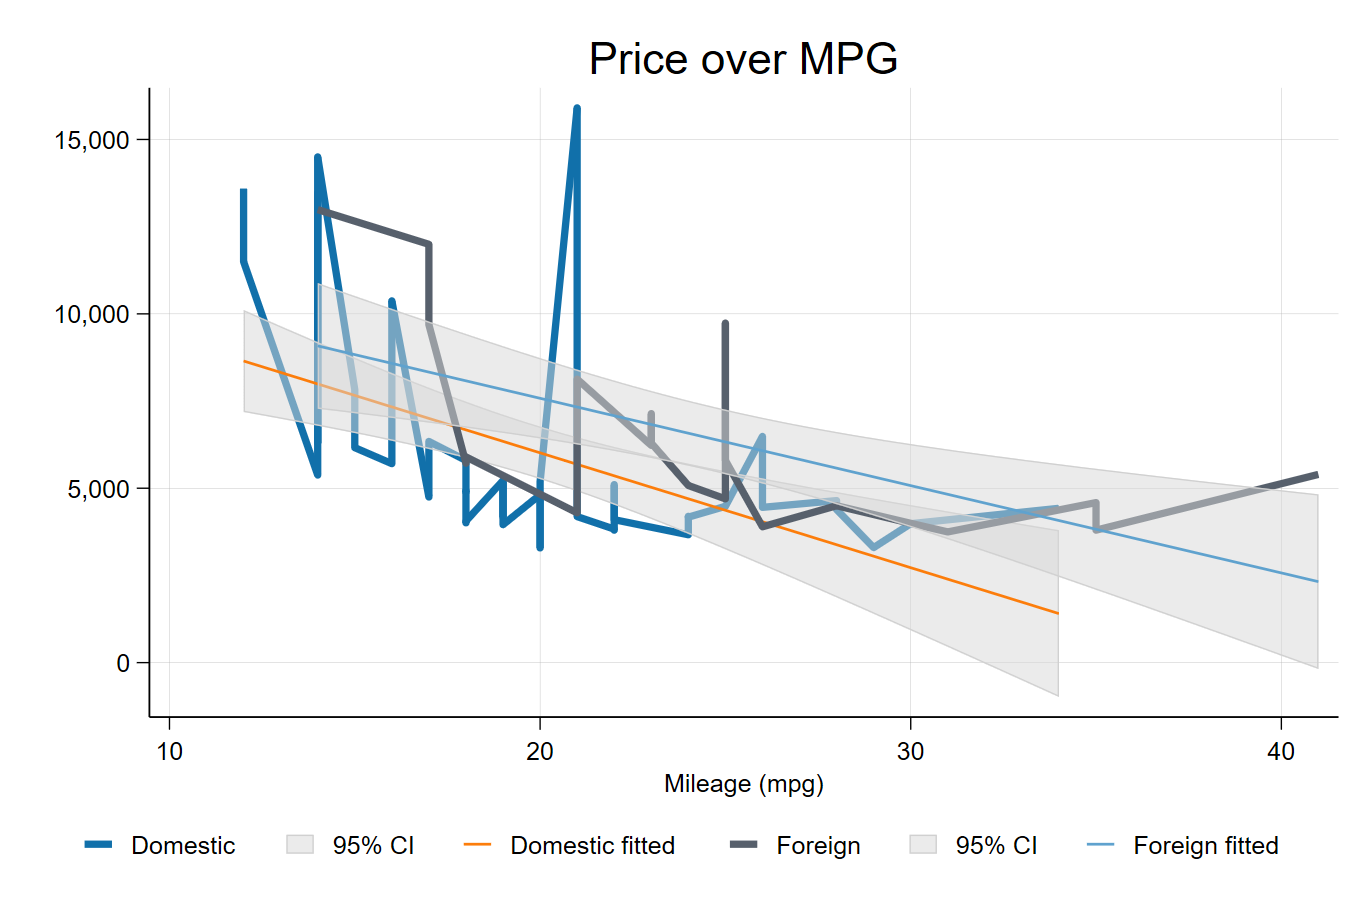 Price over MPG
15,000
10,000
5,000
0
10 20 30 40
Mileage (mpg)
Domestic 95% CI Domestic fitted Foreign 95% CI Foreign fitted